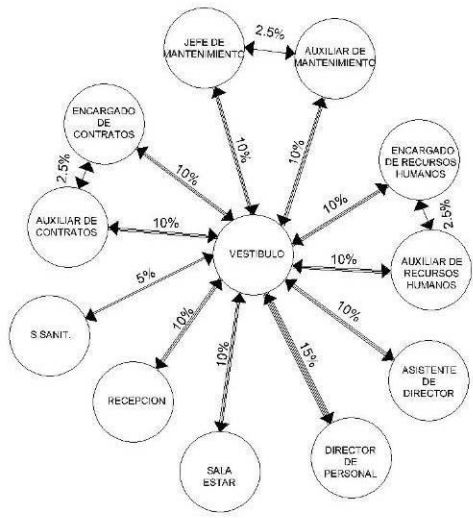 JEFE DE
MANTENIMIENTO
2.5%
AUXILIAR DE
MANTENIMIENTO
ENCARGADO
DE
CONTRATOS
10%
10%
ENCARGADO
DE RECURSOS
HUMANOS
2.5%
10%
10%
2.5%
AUXILIAR DE
CONTRATOS
10%
VESTIBULO
10%
AUXILIAR DE
RECURSOS
HUMANOS
5%
10%
S.SANIT.
10%
10%
15%
ASISTENTE
DE
DIRECTOR
RECEPCION
SALA
ESTAR
DIRECTOR
DE
PERSONAL